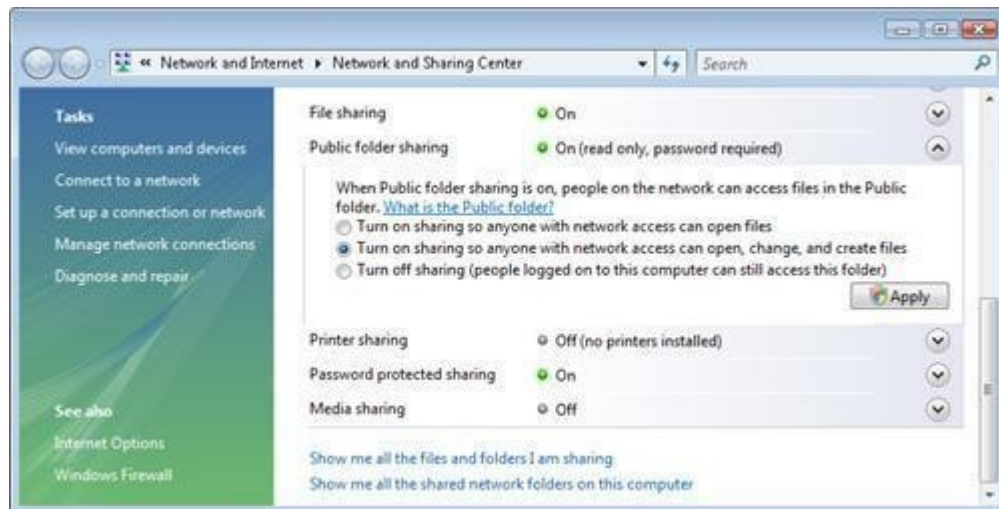 « Network and Internet ▸ Network and Sharing Center
Search
Tasks
View computers and devices
Connect to a network
Set up a connection or network
Manage network connections
Diagnose and repair
See also
Internet Options
Windows Firewall
File sharing On
Public folder sharing On (read only, password required)
When Public folder sharing is on, people on the network can access files in the Public
folder. What is the Public folder?
Turn on sharing so anyone with network access can open files
Turn on sharing so anyone with network access can open, change, and create files
Turn off sharing (people logged on to this computer can still access this folder)
Apply
Printer sharing Off (no printers installed)
Password protected sharing On
Media sharing Off
Show me all the files and folders I am sharing
Show me all the shared network folders on this computer